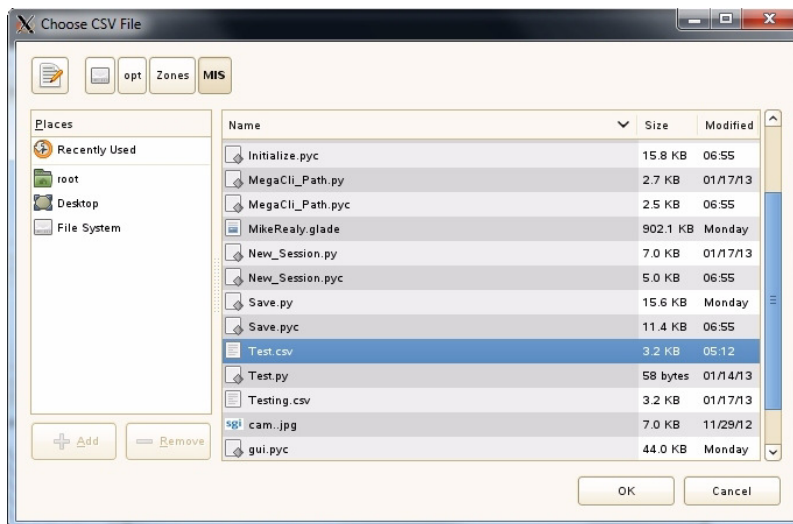 Choose CSV File
opt Zones MIS
Places
Recently Used
root
Desktop
File System
Add Remove
Name Size Modified
Initialize.pyc 15.8 KB 06:55
MegaCli_Path.py 2.7 KB 01/17/13
MegaCli_Path.pyc 2.5 KB 06:55
MikeRealy.glade 902.1 KB Monday
New_Session.py 7.0 KB 01/17/13
New_Session.pyc 5.0 KB 06:55
Save.py 15.6 KB Monday
Save.pyc 11.4 KB 06:55
Test.csv 3.2 KB 05:12
Test.py 58 bytes 01/14/13
Testing.csv 3.2 KB 01/17/13
sgi cam..jpg 7.0 KB 11/29/12
gui.pyc 44.0 KB Monday
OK Cancel